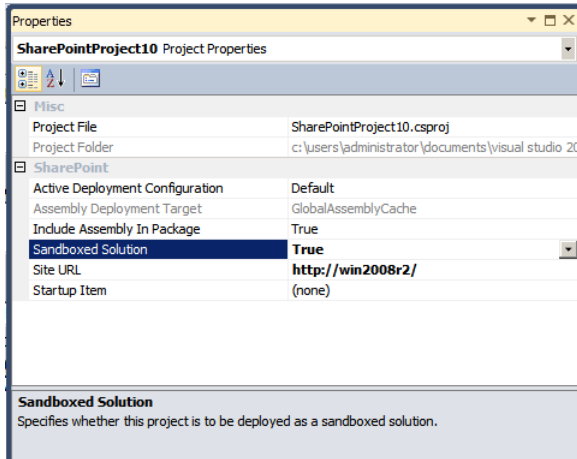 Properties
SharePointProject10 Project Properties
Misc
Project File SharePointProject10.csproj
Project Folder c:\users\administrator\documents\visual studio 20
SharePoint
Active Deployment Configuration Default
Assembly Deployment Target GlobalAssemblyCache
Include Assembly In Package True
Sandboxed Solution True
Site URL http://win2008r2/
Startup Item (none)
Sandboxed Solution
Specifies whether this project is to be deployed as a sandboxed solution.